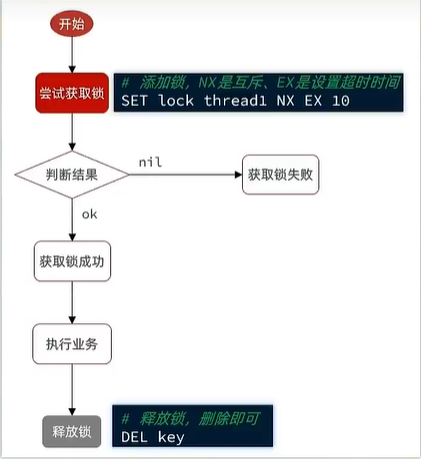 开始
尝试获取锁
# 添加锁，NX是互斥、EX是设置超时时间
SET lock thread1 NX EX 10
判断结果
nil
获取锁失败
ok
获取锁成功
执行业务
释放锁
# 释放锁，删除即可
DEL key